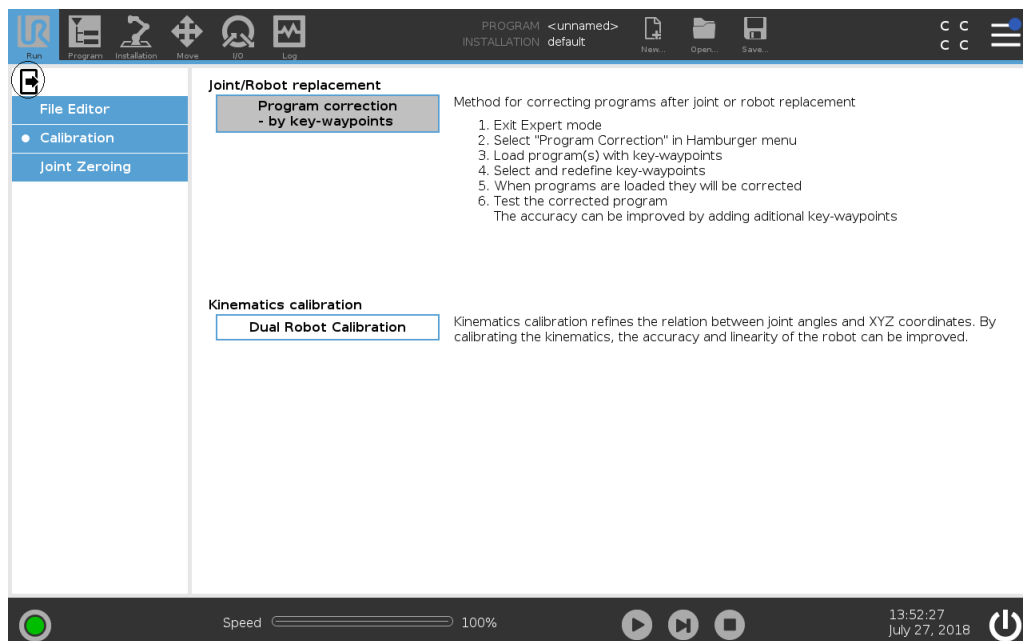 PROGRAM <unnamed>
INSTALLATION default
C C
C C
UR
Run
Program
Installation
Move
I/O
Log
New...
Open...
Save...
File Editor
Calibration
Joint Zeroing
Joint/Robot replacement
Program correction
- by key-waypoints
Method for correcting programs after joint or robot replacement
1. Exit Expert mode
2. Select "Program Correction" in Hamburger menu
3. Load program(s) with key-waypoints
4. Select and redefine key-waypoints
5. When programs are loaded they will be corrected
6. Test the corrected program
The accuracy can be improved by adding aditional key-waypoints
Kinematics calibration
Dual Robot Calibration
Kinematics calibration refines the relation between joint angles and XYZ coordinates. By
calibrating the kinematics, the accuracy and linearity of the robot can be improved.
Speed
100%
13:52:27
July 27, 2018